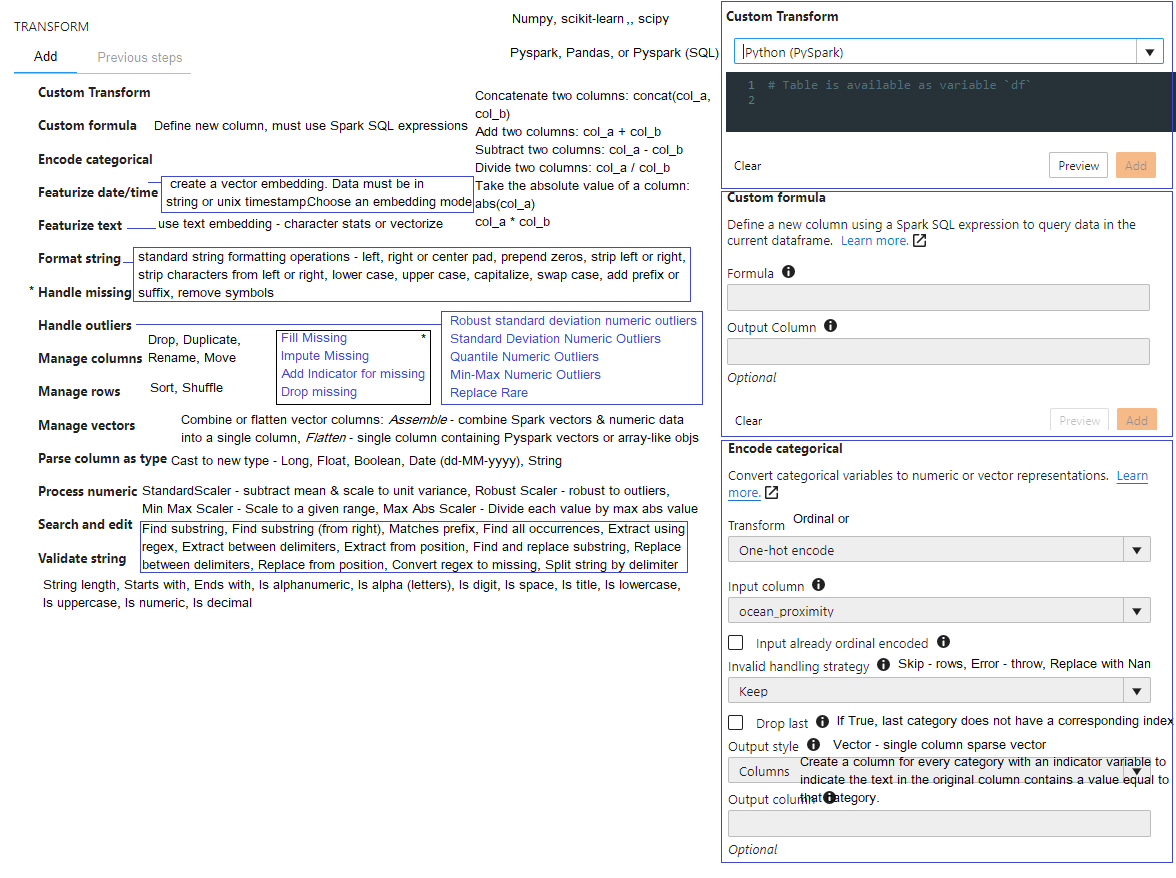 TRANSFORM
Add
Previous steps
Custom Transform
Custom formula
Define new column, must use Spark SQL expressions
Encode categorical
Featurize date/time
create a vector embedding. Data must be in
string or unix timestamp.Choose an embedding mode
Featurize text
use text embedding - character stats or vectorize
Format string
standard string formatting operations - left, right or center pad, prepend zeros, strip left or right,
strip characters from left or right, lower case, upper case, capitalize, swap case, add prefix or
suffix, remove symbols
* Handle missing
Handle outliers
Manage columns
Drop, Duplicate,
Rename, Move
Fill Missing *
Impute Missing
Add Indicator for missing
Drop missing
Robust standard deviation numeric outliers
Standard Deviation Numeric Outliers
Quantile Numeric Outliers
Min-Max Numeric Outliers
Replace Rare
Manage rows
Sort, Shuffle
Manage vectors
Combine or flatten vector columns: Assemble - combine Spark vectors & numeric data
into a single column, Flatten - single column containing Pyspark vectors or array-like objs
Parse column as type
Cast to new type - Long, Float, Boolean, Date (dd-MM-yyyy), String
Process numeric
StandardScaler - subtract mean & scale to unit variance, Robust Scaler - robust to outliers,
Min Max Scaler - Scale to a given range, Max Abs Scaler - Divide each value by max abs value
Search and edit
Find substring, Find substring (from right), Matches prefix, Find all occurrences, Extract using
regex, Extract between delimiters, Extract from position, Find and replace substring, Replace
between delimiters, Replace from position, Convert regex to missing, Split string by delimiter
Validate string
String length, Starts with, Ends with, Is alphanumeric, Is alpha (letters), Is digit, Is space, Is title, Is lowercase,
Is uppercase, Is numeric, Is decimal
Numpy, scikit-learn,, scipy
Pyspark, Pandas, or Pyspark (SQL)
Concatenate two columns: concat(col_a,
col_b)
Add two columns: col_a + col_b
Subtract two columns: col_a - col_b
Divide two columns: col_a / col_b
Take the absolute value of a column:
abs(col_a)
col_a * col_b
Custom Transform
Python (PySpark)
1 # Table is available as variable `df`
2
Clear
Preview
Add
Custom formula
Define a new column using a Spark SQL expression to query data in the
current dataframe. Learn more.
Formula
Output Column
Optional
Clear
Preview
Add
Encode categorical
Convert categorical variables to numeric or vector representations. Learn
more.
Transform
Ordinal or
One-hot encode
Input column
ocean_proximity
Input already ordinal encoded
Invalid handling strategy
Skip - rows, Error - throw, Replace with Nan
Keep
Drop last
If True, last category does not have a corresponding index
Output style
Vector - single column sparse vector
Columns
Create a column for every category with an indicator variable to
indicate the text in the original column contains a value equal to
that category.
Output column
Optional